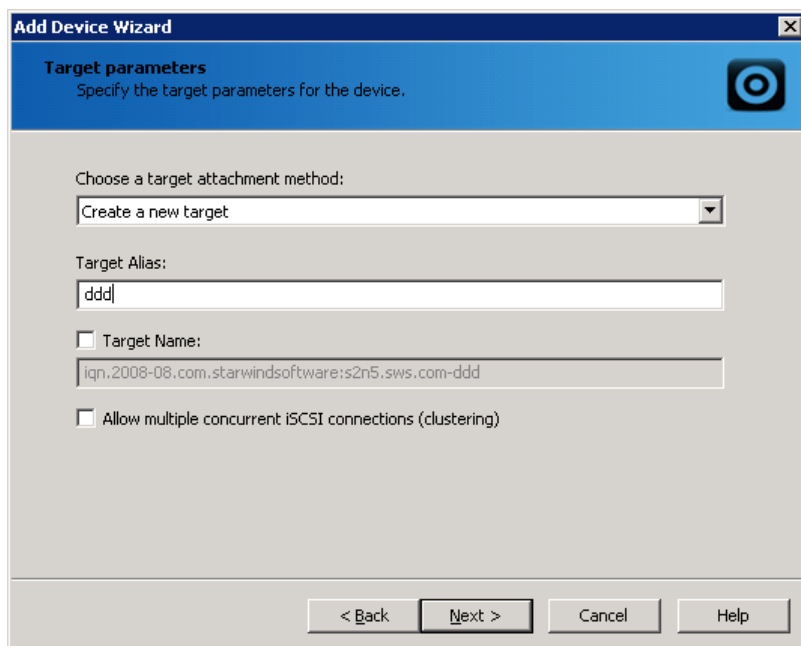 Add Device Wizard
Target parameters
Specify the target parameters for the device.
Choose a target attachment method:
Create a new target
Target Alias:
ddd
Target Name:
iqn.2008-08.com.starwindsoftware:s2n5.sws.com-ddd
Allow multiple concurrent iSCSI connections (clustering)
< Back Next > Cancel Help